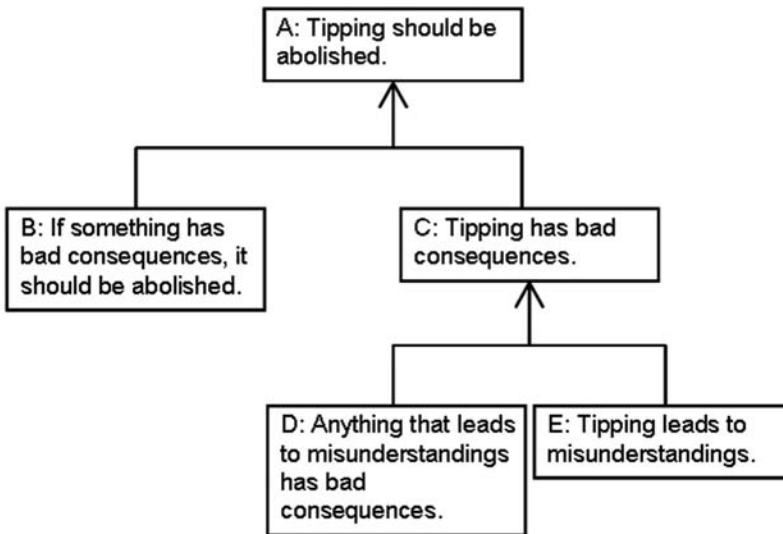 A: Tipping should be
abolished.
B: If something has
bad consequences, it
should be abolished.
C: Tipping has bad
consequences.
D: Anything that leads
to misunderstandings
has bad
consequences.
E: Tipping leads to
misunderstandings.